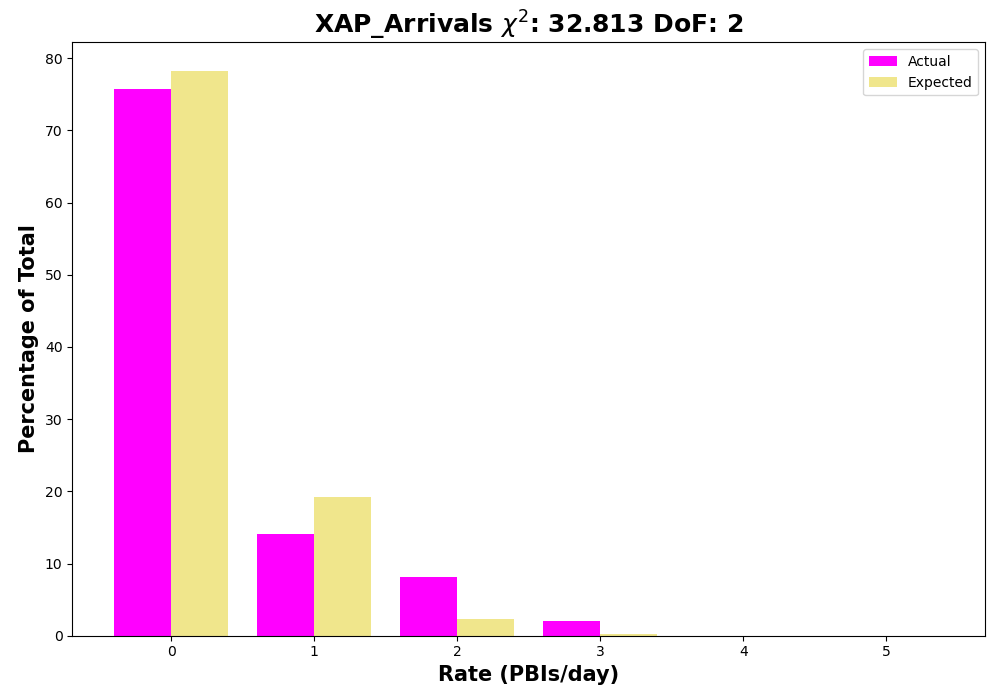 XAP_Arrivals χ²: 32.813 DoF: 2
Actual
Expected
Percentage of Total
80
70
60
50
40
30
20
10
0
0 1 2 3 4 5
Rate (PBIs/day)